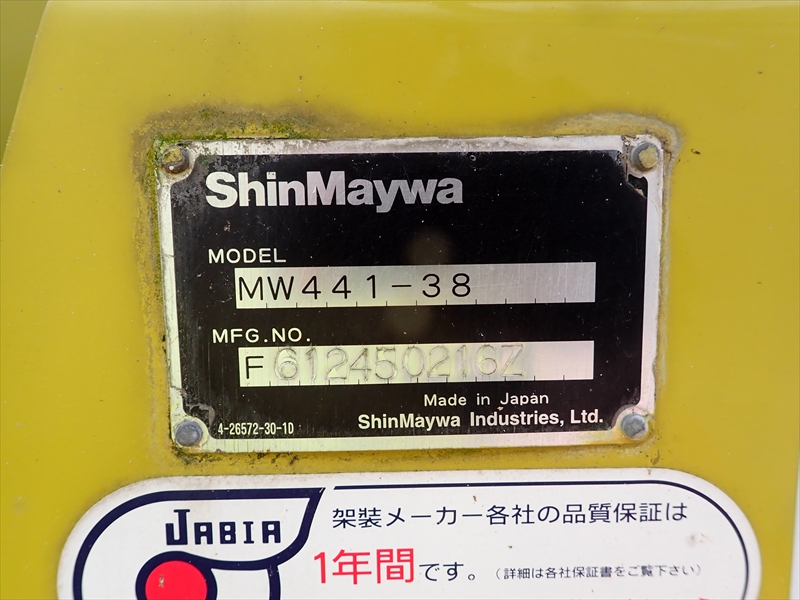 ShinMaywa
MODEL
MW441-38
MFG.NO.
F612450216Z
Made in Japan
ShinMaywa Industries, Ltd.
4-26572-30-1D
JABIA
架装メーカー各社の品質保証は
1年間です。(詳細は各社保証書をご覧下さい)